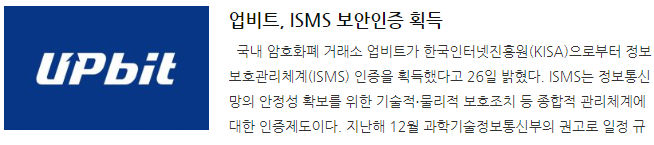 UPbit
업비트, ISMS 보안인증 획득
국내 암호화폐 거래소 업비트가 한국인터넷진흥원(KISA)으로부터 정보
보호관리체계(ISMS) 인증을 획득했다고 26일 밝혔다. ISMS는 정보통신
망의 안정성 확보를 위한 기술적·물리적 보호조치 등 종합적 관리체계에
대한 인증제도이다. 지난해 12월 과학기술정보통신부의 권고로 일정 규